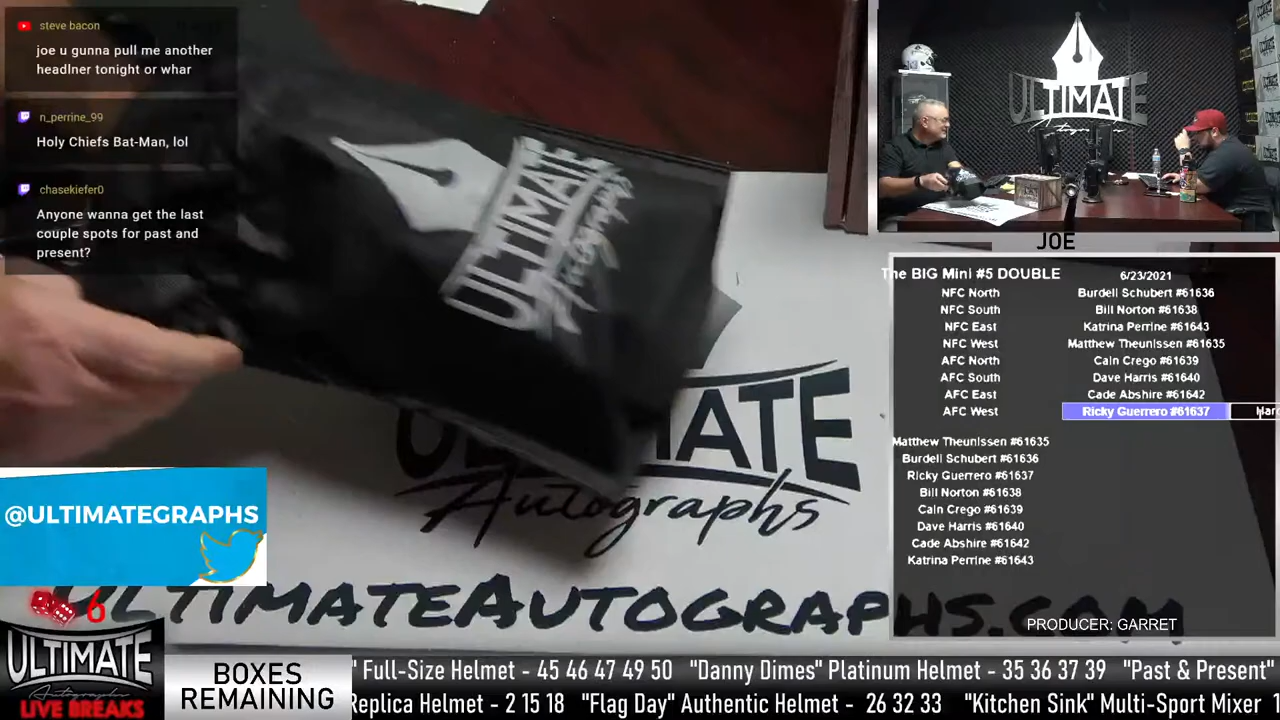 steve bacon
joe u gunna pull me another
headlner tonight or whar
n_perrine_99
Holy Chiefs Bat-Man, lol
chasekiefer0
Anyone wanna get the last
couple spots for past and
present?
ULTIMATE
Autographs
ULTIMATE
Autographs
ULTIMATEAUTOGRAPHS.COM
@ULTIMATEGRAPHS
6
ULTIMATE
Autographs
LIVE BREAKS
ULTIMATE
Autographs
JOE
The BIG Mini #5 DOUBLE 6/23/2021
NFC North Burdell Schubert #61636
NFC South Bill Norton #61638
NFC East Katrina Perrine #61643
NFC West Matthew Theunissen #61635
AFC North Cain Crego #61639
AFC South Dave Harris #61640
AFC East Cade Abshire #61642
AFC West Ricky Guerrero #61637 Har
Matthew Theunissen #61635
Burdell Schubert #61636
Ricky Guerrero #61637
Bill Norton #61638
Cain Crego #61639
Dave Harris #61640
Cade Abshire #61642
Katrina Perrine #61643
PRODUCER: GARRET
BOXES
REMAINING
" Full-Size Helmet - 45 46 47 49 50 "Danny Dimes" Platinum Helmet - 35 36 37 39 "Past & Present"
Replica Helmet - 2 15 18 "Flag Day" Authentic Helmet - 26 32 33 "Kitchen Sink" Multi-Sport Mixer 1